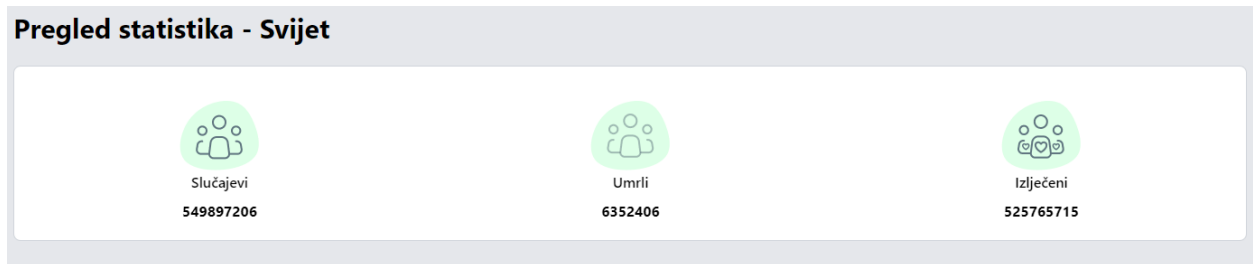 Pregled statistika - Svijet
Slučajevi
549897206
Umrli
6352406
Izlječeni
525765715